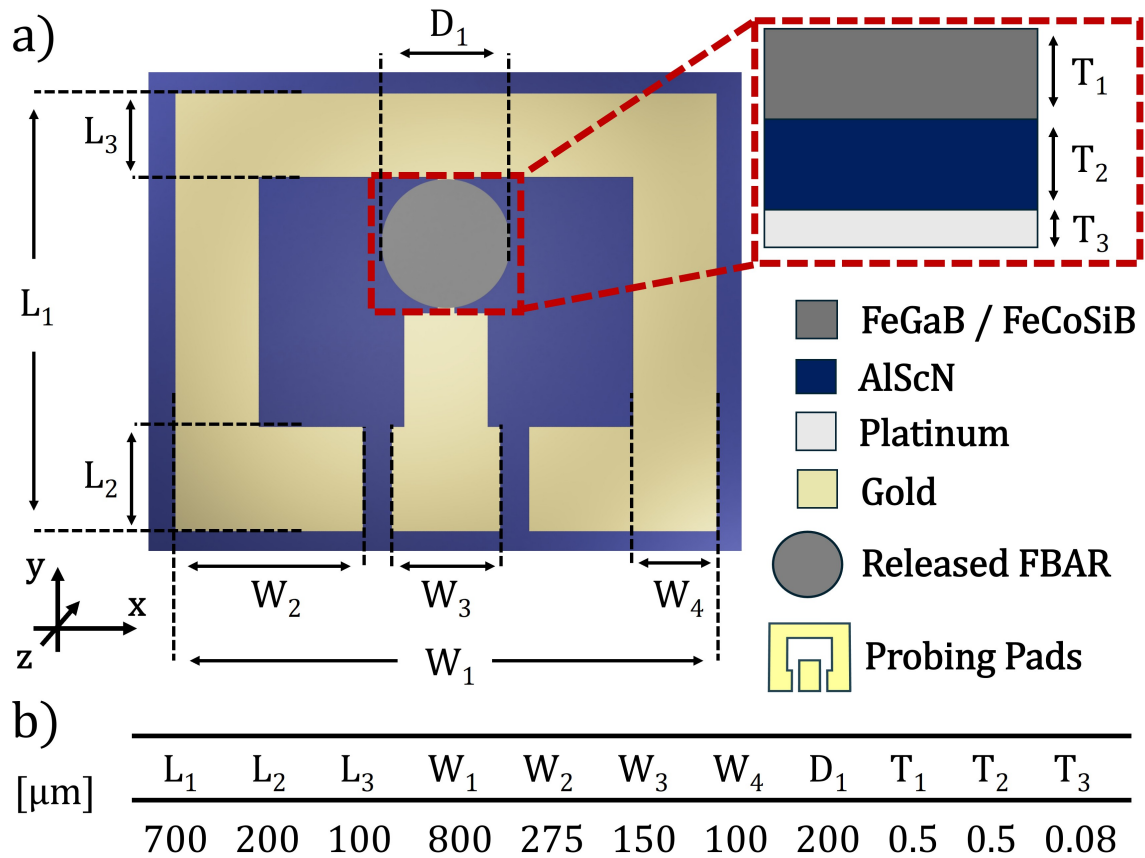 a)
D₁
L₃
L₁
L₂
W₂
W₃
W₄
W₁
y
x
z
T₁
T₂
T₃
FeGaB / FeCoSiB
AlScN
Platinum
Gold
Released FBAR
Probing Pads
b)
[μm]
L₁ L₂ L₃ W₁ W₂ W₃ W₄ D₁ T₁ T₂ T₃
700 200 100 800 275 150 100 200 0.5 0.5 0.08